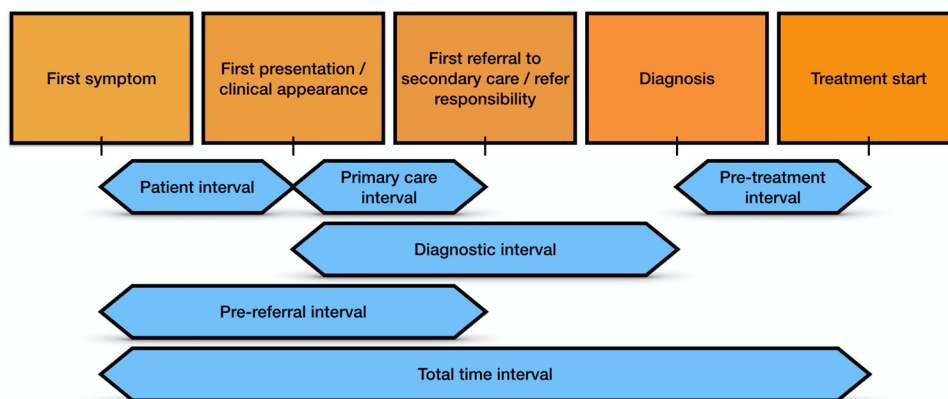 First symptom
First presentation /
clinical appearance
First referral to
secondary care / refer
responsibility
Diagnosis
Treatment start
Patient interval
Primary care
interval
Pre-treatment
interval
Diagnostic interval
Pre-referral interval
Total time interval